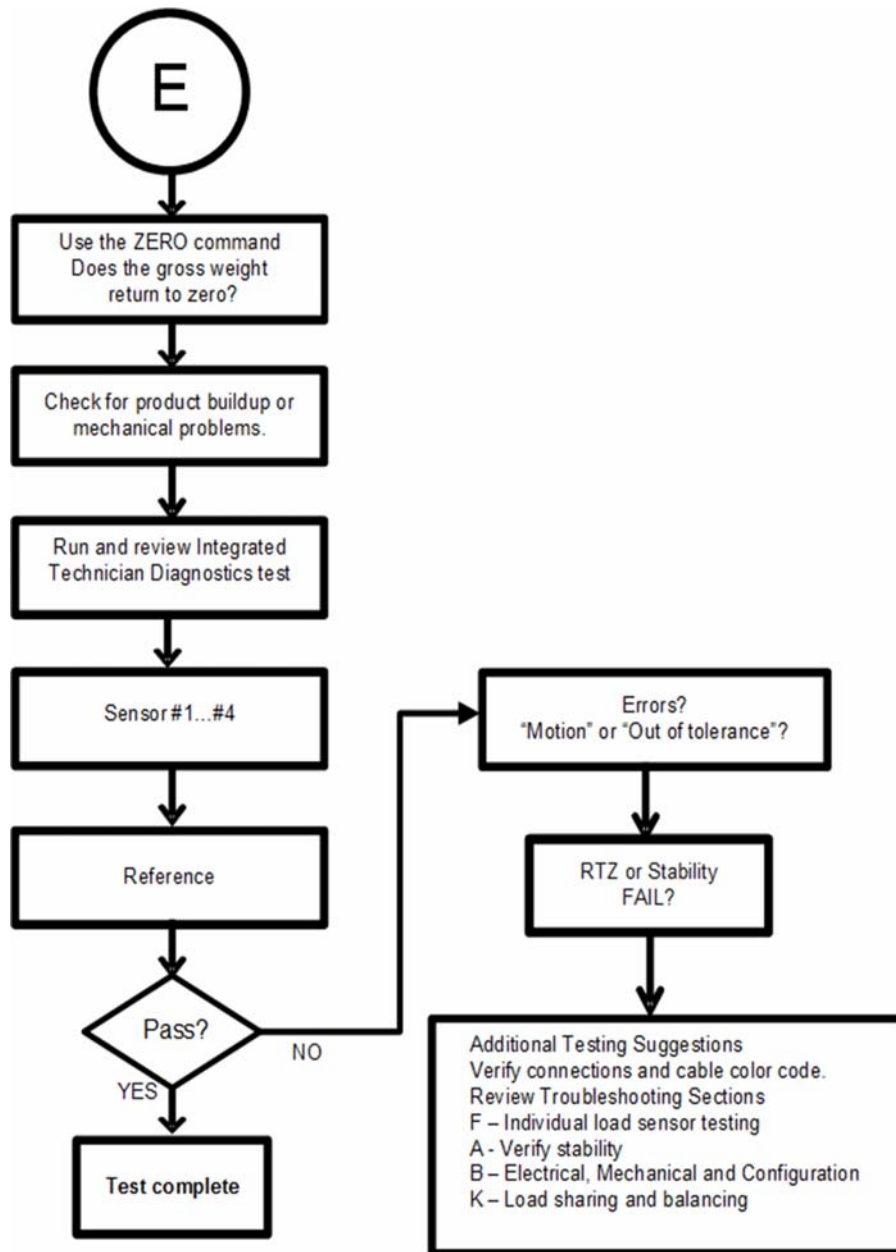 E
Use the ZERO command
Does the gross weight
return to zero?
Check for product buildup or
mechanical problems.
Run and review Integrated
Technician Diagnostics test
Sensor #1...#4
Reference
Pass?
NO
YES
Test complete
Errors?
“Motion” or “Out of tolerance”?
RTZ or Stability
FAIL?
Additional Testing Suggestions
Verify connections and cable color code.
Review Troubleshooting Sections
F – Individual load sensor testing
A - Verify stability
B – Electrical, Mechanical and Configuration
K – Load sharing and balancing